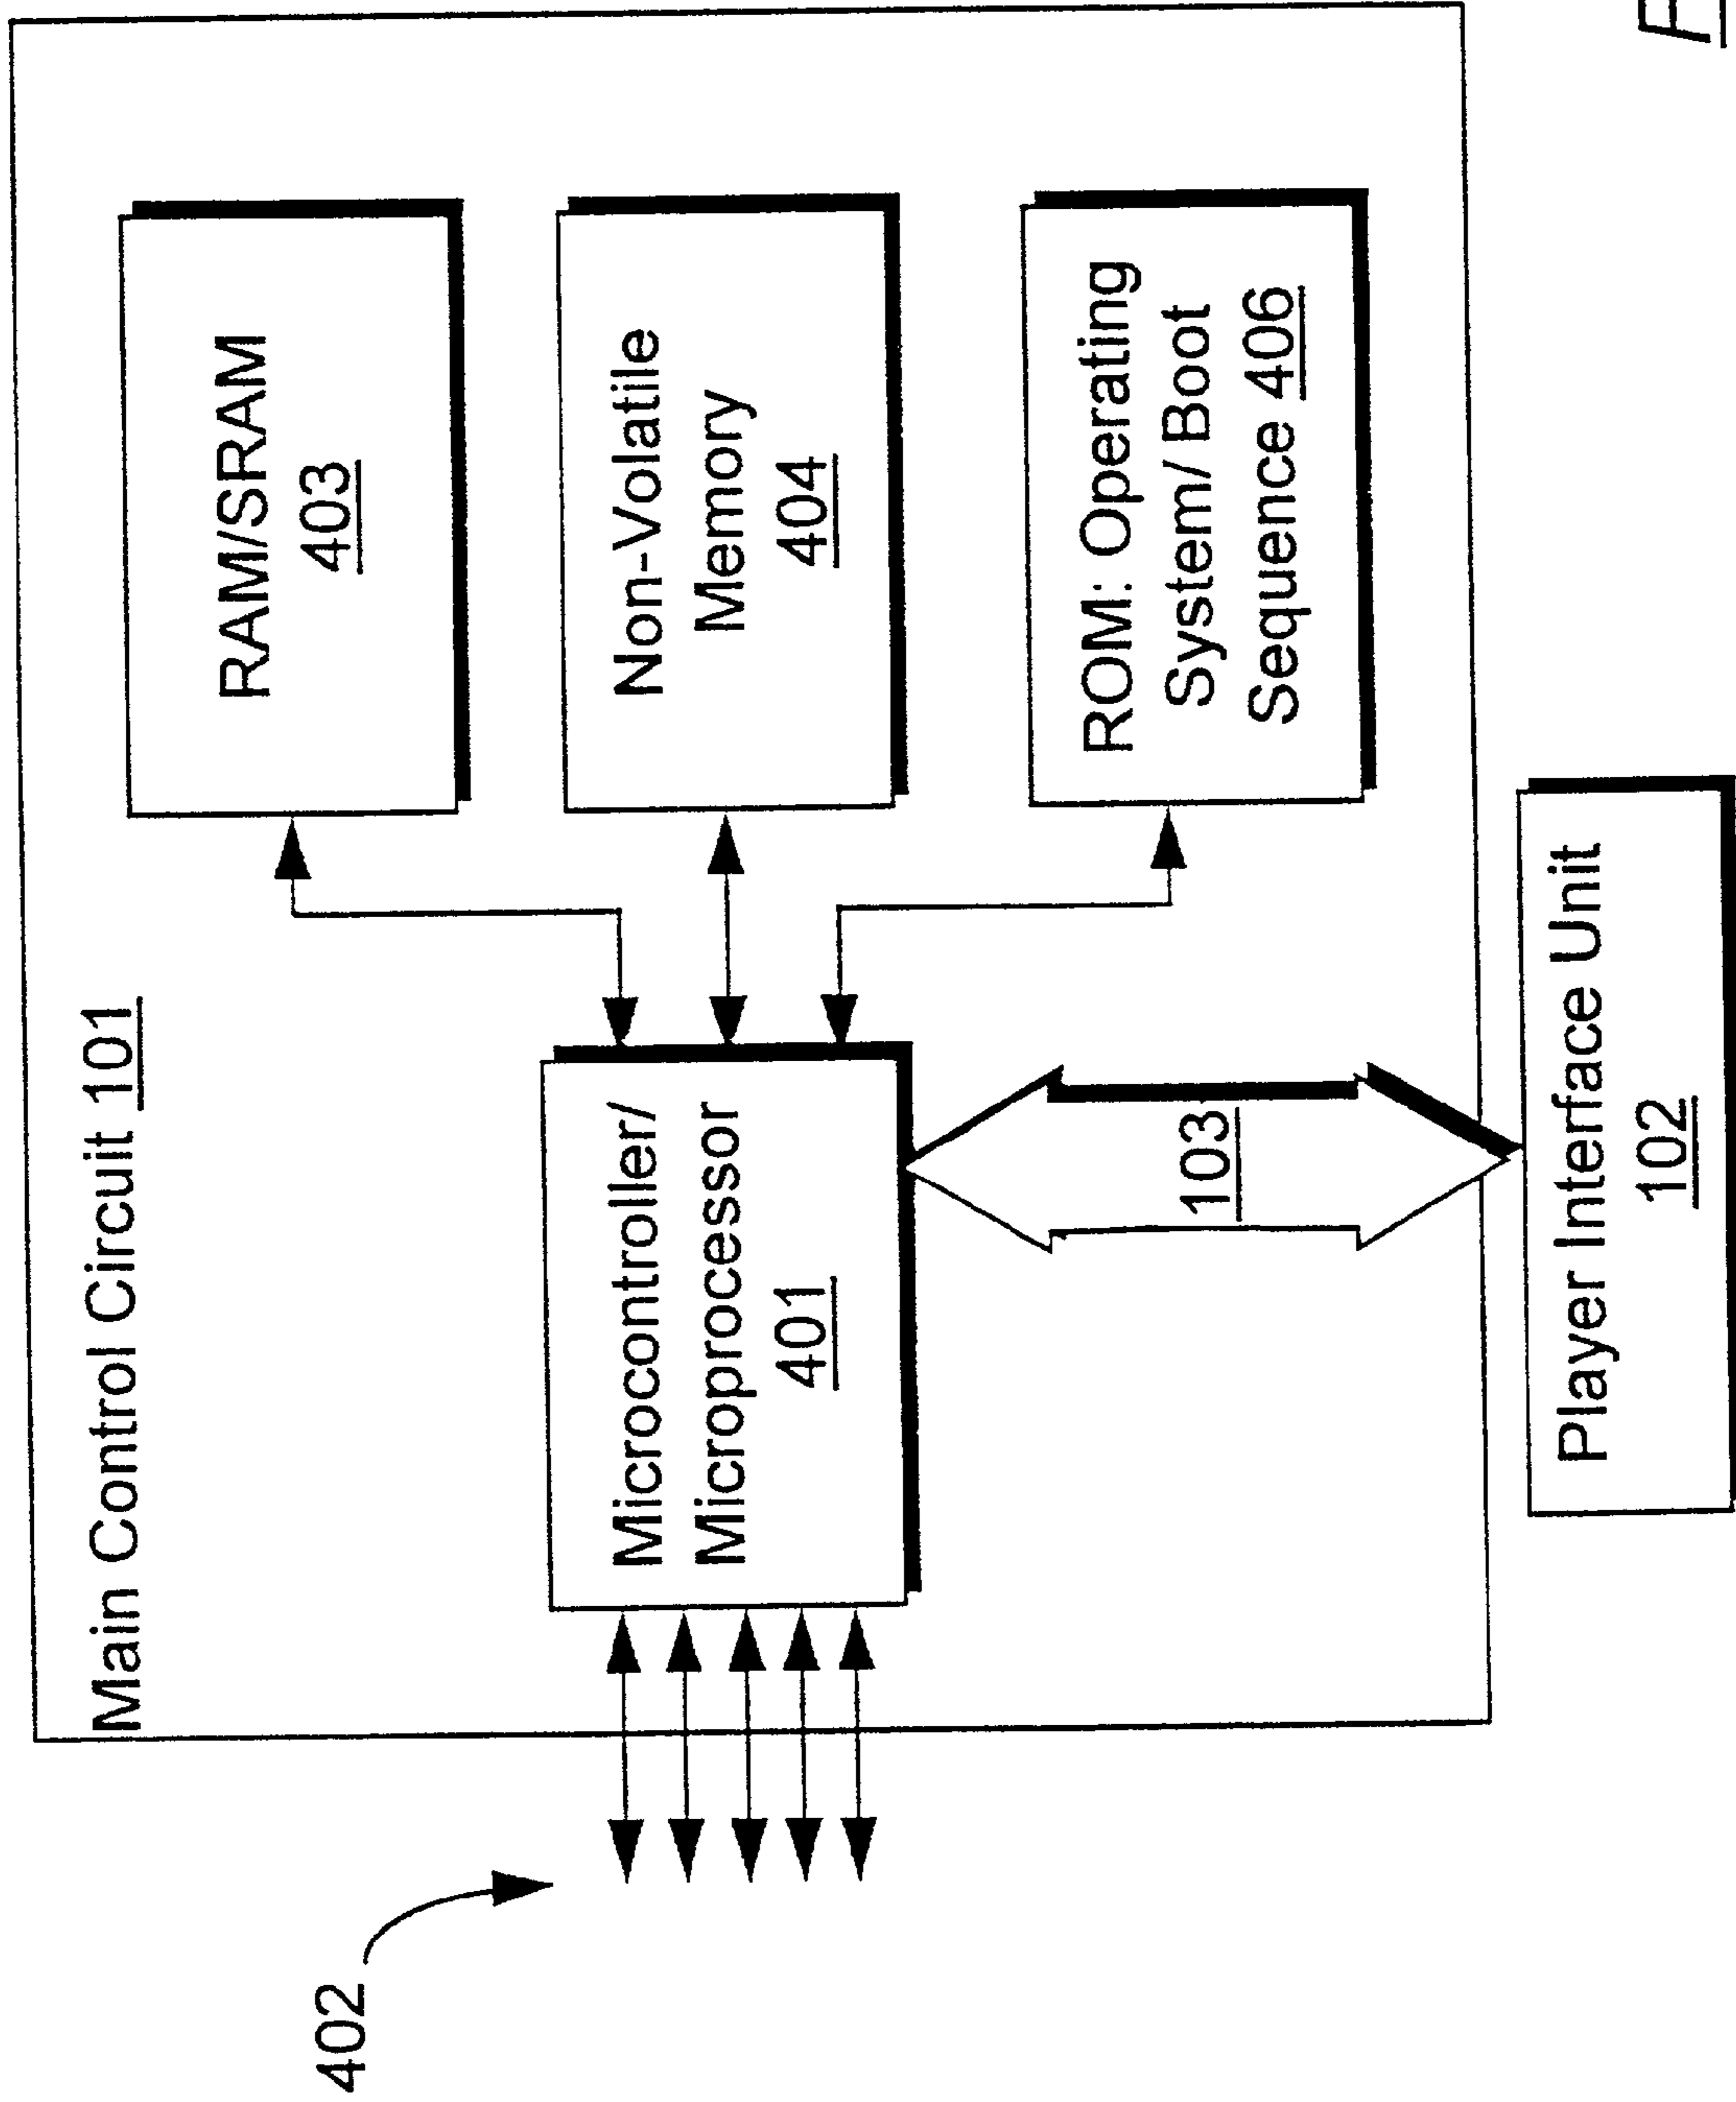 Main Control Circuit 101
402
Microcontroller/
Microprocessor
401
RAM/SRAM
403
Non-Volatile
Memory
404
ROM: Operating
System/ Boot
Sequence 406
103
Player Interface Unit
102